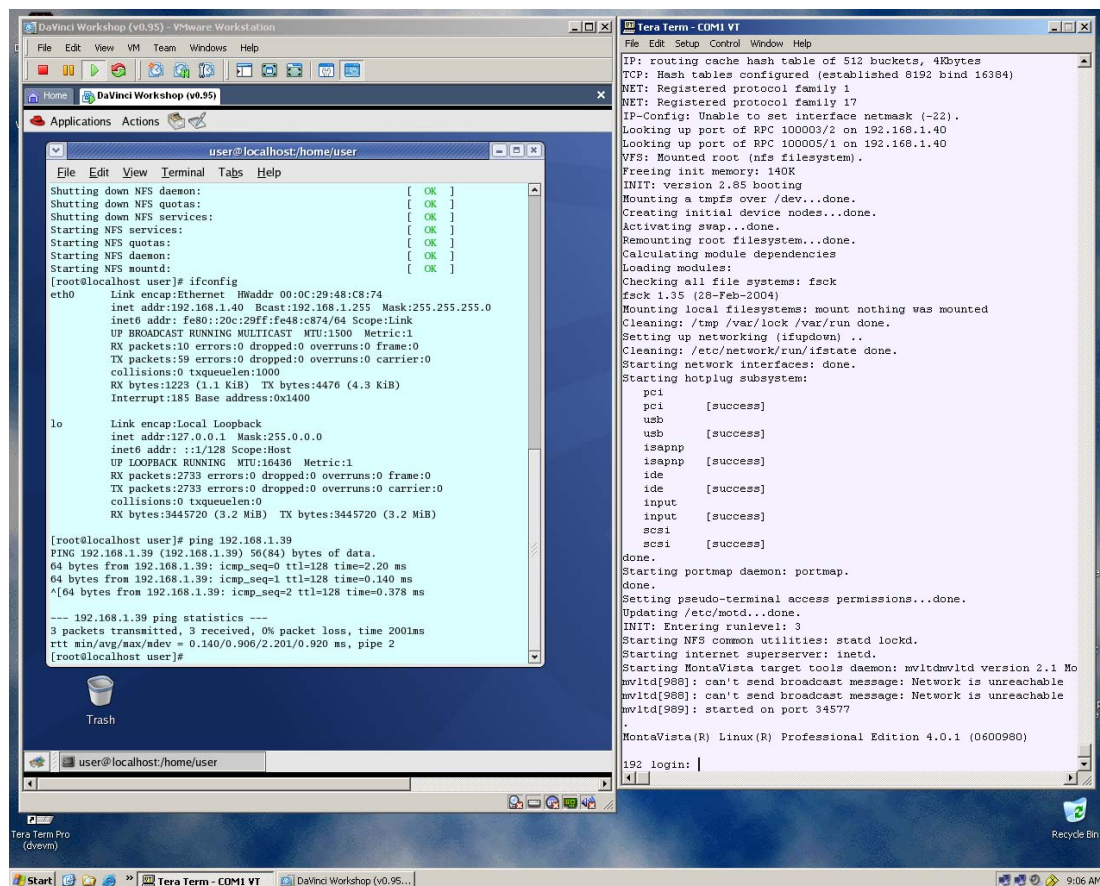 DaVinci Workshop (v0.95) - VMware Workstation
File Edit View VM Team Windows Help
Home DaVinci Workshop (v0.95)
Applications Actions
user@localhost:/home/user
File Edit View Terminal Tabs Help
Shutting down NFS daemon: [ OK ]
Shutting down NFS quotas: [ OK ]
Shutting down NFS services: [ OK ]
Starting NFS services: [ OK ]
Starting NFS quotas: [ OK ]
Starting NFS daemon: [ OK ]
Starting NFS mountd: [ OK ]
[root@localhost user]# ifconfig
eth0 Link encap:Ethernet HWaddr 00:0C:29:48:C8:74
inet addr:192.168.1.40 Bcast:192.168.1.255 Mask:255.255.255.0
inet6 addr: fe80::20c:29ff:fe48:c874/64 Scope:Link
UP BROADCAST RUNNING MULTICAST MTU:1500 Metric:1
RX packets:10 errors:0 dropped:0 overruns:0 frame:0
TX packets:59 errors:0 dropped:0 overruns:0 carrier:0
collisions:0 txqueuelen:1000
RX bytes:1223 (1.1 KiB) TX bytes:4476 (4.3 KiB)
Interrupt:185 Base address:0x1400
lo Link encap:Local Loopback
inet addr:127.0.0.1 Mask:255.0.0.0
inet6 addr: ::1/128 Scope:Host
UP LOOPBACK RUNNING MTU:16436 Metric:1
RX packets:2733 errors:0 dropped:0 overruns:0 frame:0
TX packets:2733 errors:0 dropped:0 overruns:0 carrier:0
collisions:0 txqueuelen:0
RX bytes:3445720 (3.2 MiB) TX bytes:3445720 (3.2 MiB)
[root@localhost user]# ping 192.168.1.39
PING 192.168.1.39 (192.168.1.39) 56(84) bytes of data.
64 bytes from 192.168.1.39: icmp_seq=0 ttl=128 time=2.20 ms
64 bytes from 192.168.1.39: icmp_seq=1 ttl=128 time=0.140 ms
^[64 bytes from 192.168.1.39: icmp_seq=2 ttl=128 time=0.378 ms
--- 192.168.1.39 ping statistics ---
3 packets transmitted, 3 received, 0% packet loss, time 2001ms
rtt min/avg/max/mdev = 0.140/0.906/2.201/0.920 ms, pipe 2
[root@localhost user]#
Trash
user@localhost:/home/user
Tera Term - COM1 VT
File Edit Setup Control Window Help
IP: routing cache hash table of 512 buckets, 4Kbytes
TCP: Hash tables configured (established 8192 bind 16384)
NET: Registered protocol family 1
NET: Registered protocol family 17
IP-Config: Unable to set interface netmask (-22).
Looking up port of RPC 100003/2 on 192.168.1.40
Looking up port of RPC 100005/1 on 192.168.1.40
VFS: Mounted root (nfs filesystem).
Freeing init memory: 140K
INIT: version 2.85 booting
Mounting a tmpfs over /dev...done.
Creating initial device nodes...done.
Activating swap...done.
Remounting root filesystem...done.
Calculating module dependencies
Loading modules:
Checking all file systems: fsck
fsck 1.35 (28-Feb-2004)
Mounting local filesystems: mount nothing was mounted
Cleaning: /tmp /var/lock /var/run done.
Setting up networking (ifupdown) ..
Cleaning: /etc/network/run/ifstate done.
Starting network interfaces: done.
Starting hotplug subsystem:
pci
pci [success]
usb
usb [success]
isapnp
isapnp [success]
ide
ide [success]
input
input [success]
scsi
scsi [success]
done.
Starting portmap daemon: portmap.
done.
Setting pseudo-terminal access permissions...done.
Updating /etc/motd...done.
INIT: Entering runlevel: 3
Starting NFS common utilities: statd lockd.
Starting internet superserver: inetd.
Starting MontaVista target tools daemon: mvltdmvltd version 2.1 Mo
mvltd[988]: can't send broadcast message: Network is unreachable
mvltd[988]: can't send broadcast message: Network is unreachable
mvltd[989]: started on port 34577
.
MontaVista(R) Linux(R) Professional Edition 4.0.1 (0600980)
192 login:
Tera Term Pro
(dvevm)
Recycle Bin
Start » Tera Term - COM1 VT DaVinci Workshop (v0.95... 9:06 AM